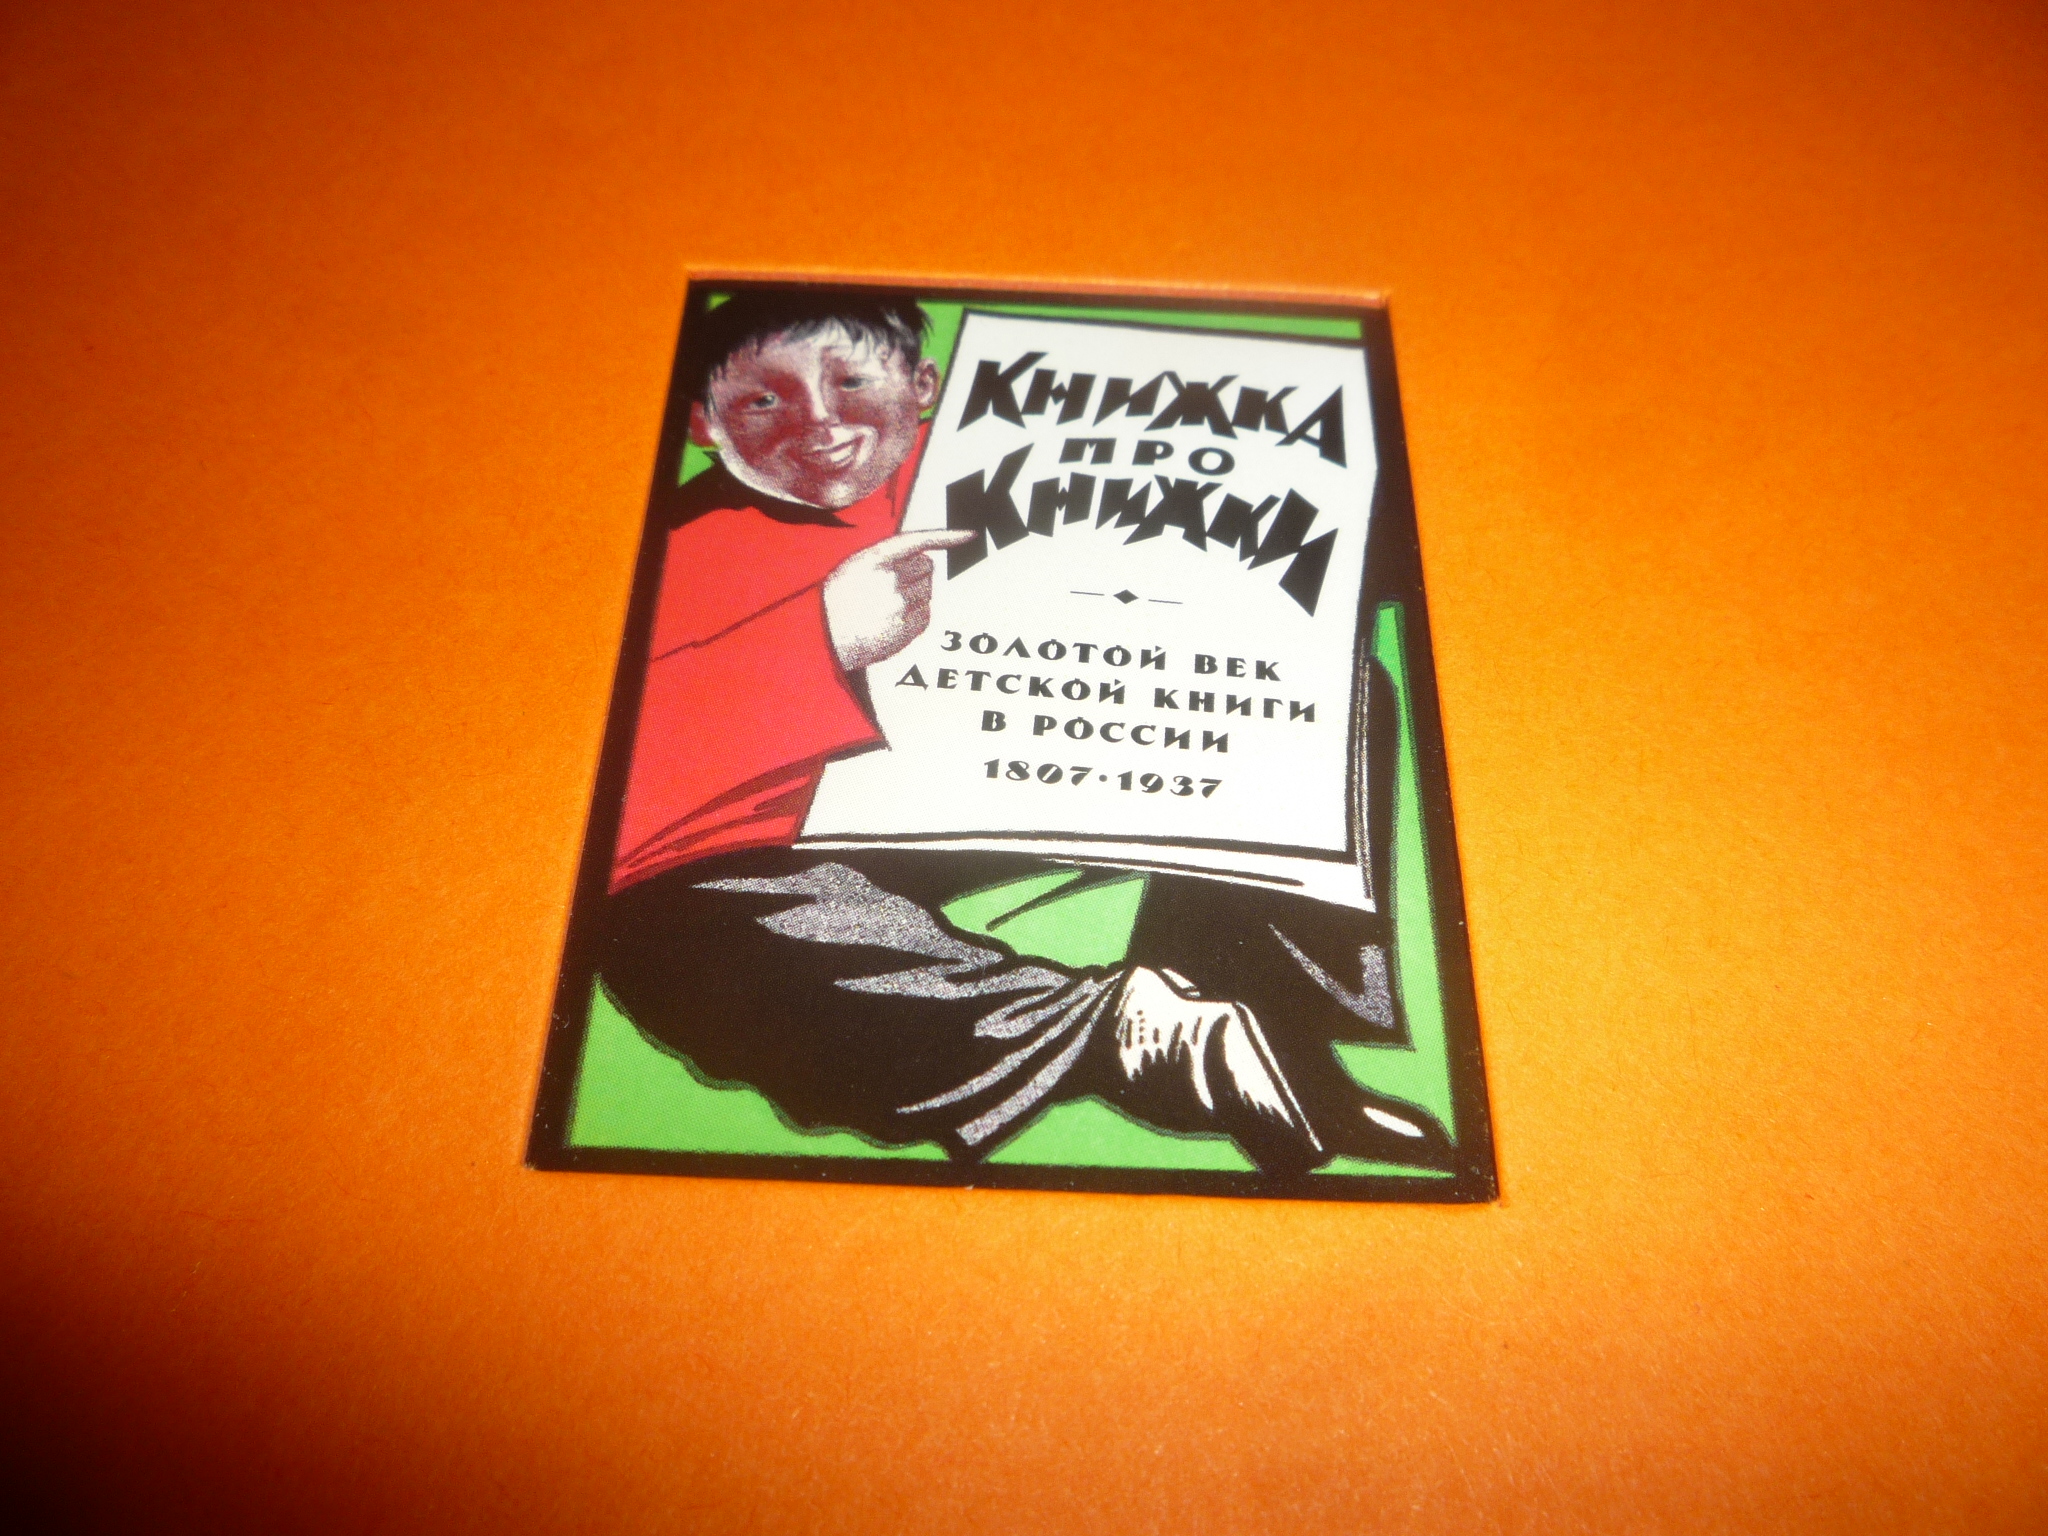 КНИЖКА
ПРО
КНИЖКИ
ЗОЛОТОЙ ВЕК
ДЕТСКОЙ КНИГИ
В РОССИИ
1807·1937